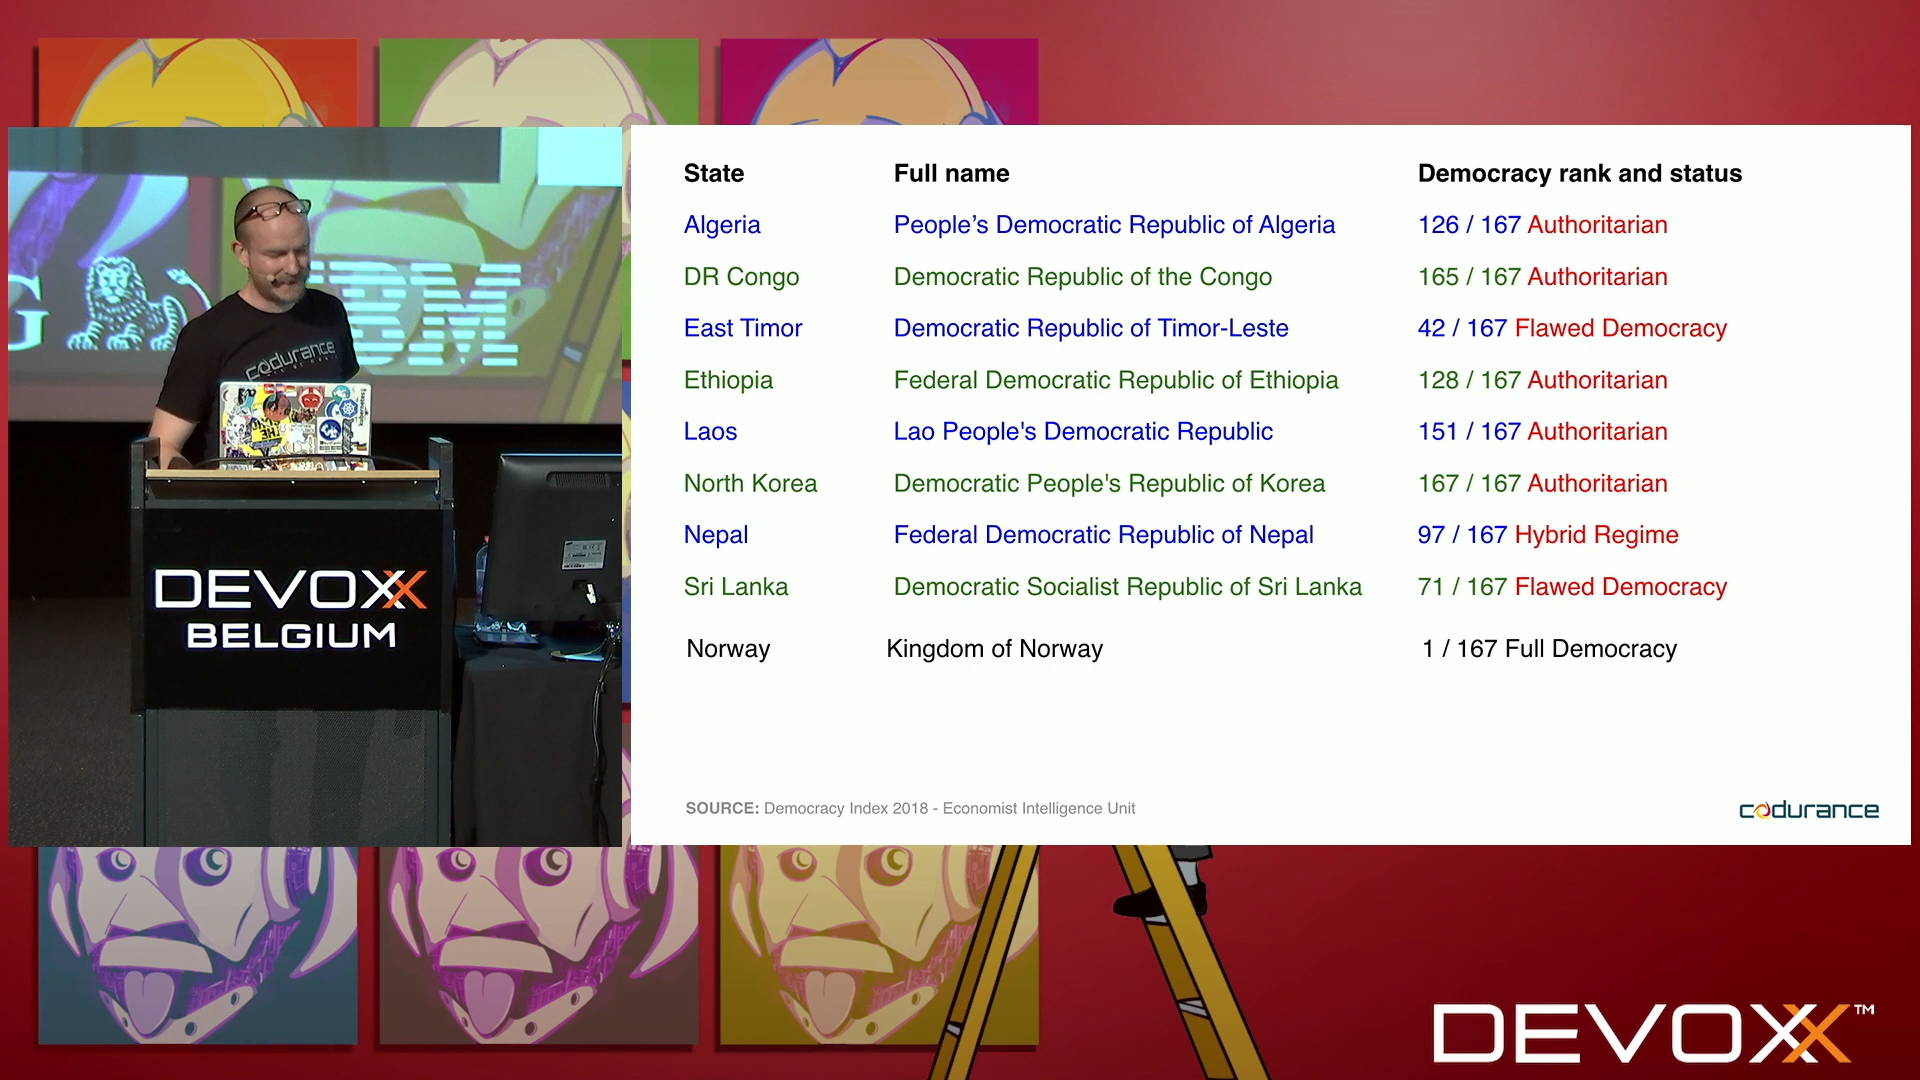 State Full name Democracy rank and status
Algeria People’s Democratic Republic of Algeria 126 / 167 Authoritarian
DR Congo Democratic Republic of the Congo 165 / 167 Authoritarian
East Timor Democratic Republic of Timor-Leste 42 / 167 Flawed Democracy
Ethiopia Federal Democratic Republic of Ethiopia 128 / 167 Authoritarian
Laos Lao People's Democratic Republic 151 / 167 Authoritarian
North Korea Democratic People's Republic of Korea 167 / 167 Authoritarian
Nepal Federal Democratic Republic of Nepal 97 / 167 Hybrid Regime
Sri Lanka Democratic Socialist Republic of Sri Lanka 71 / 167 Flawed Democracy
Norway Kingdom of Norway 1 / 167 Full Democracy
SOURCE: Democracy Index 2018 - Economist Intelligence Unit
codurance
G
IBM
codurance
DEVOXX
BELGIUM
DEVOXX™